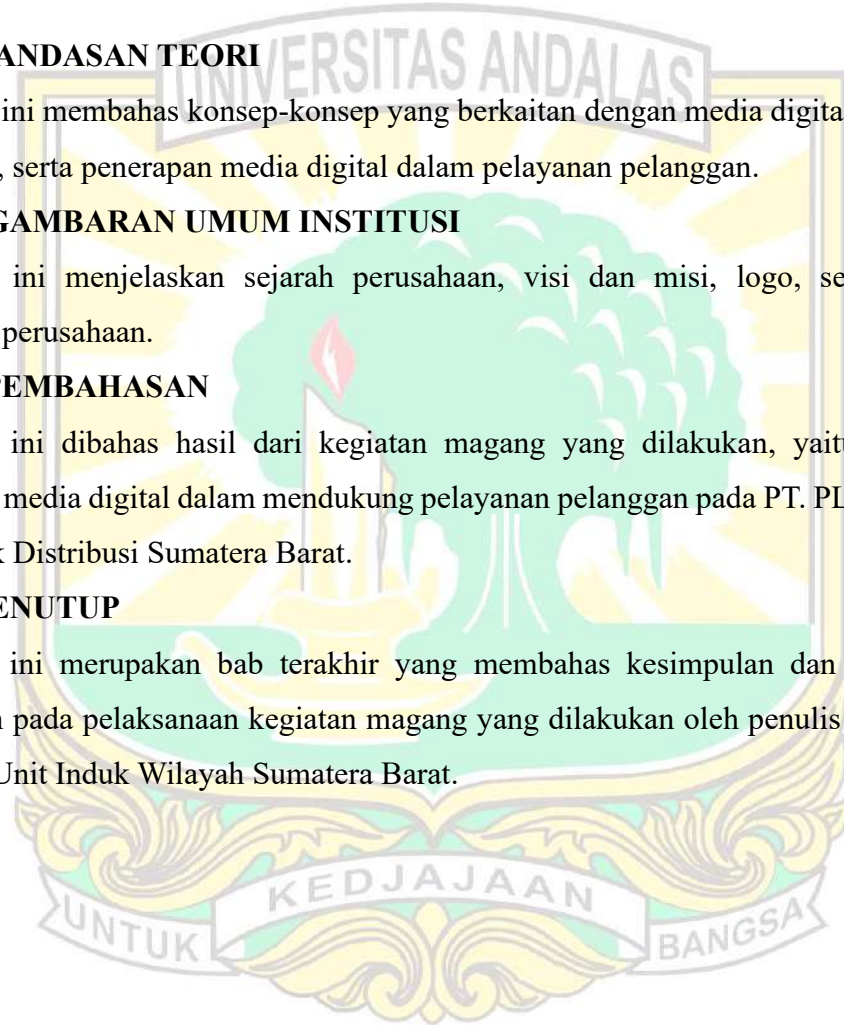 UNIVERSITAS ANDALAS
ANDASAN TEORI
ini membahas konsep-konsep yang berkaitan dengan media digita
, serta penerapan media digital dalam pelayanan pelanggan.
GAMBARAN UMUM INSTITUSI
ini menjelaskan sejarah perusahaan, visi dan misi, logo, se
perusahaan.
PEMBAHASAN
ini dibahas hasil dari kegiatan magang yang dilakukan, yaitu
media digital dalam mendukung pelayanan pelanggan pada PT. PL
k Distribusi Sumatera Barat.
ENUTUP
ini merupakan bab terakhir yang membahas kesimpulan dan
n pada pelaksanaan kegiatan magang yang dilakukan oleh penulis
Unit Induk Wilayah Sumatera Barat.
UNTUK KEDJAJAAN BANGSA